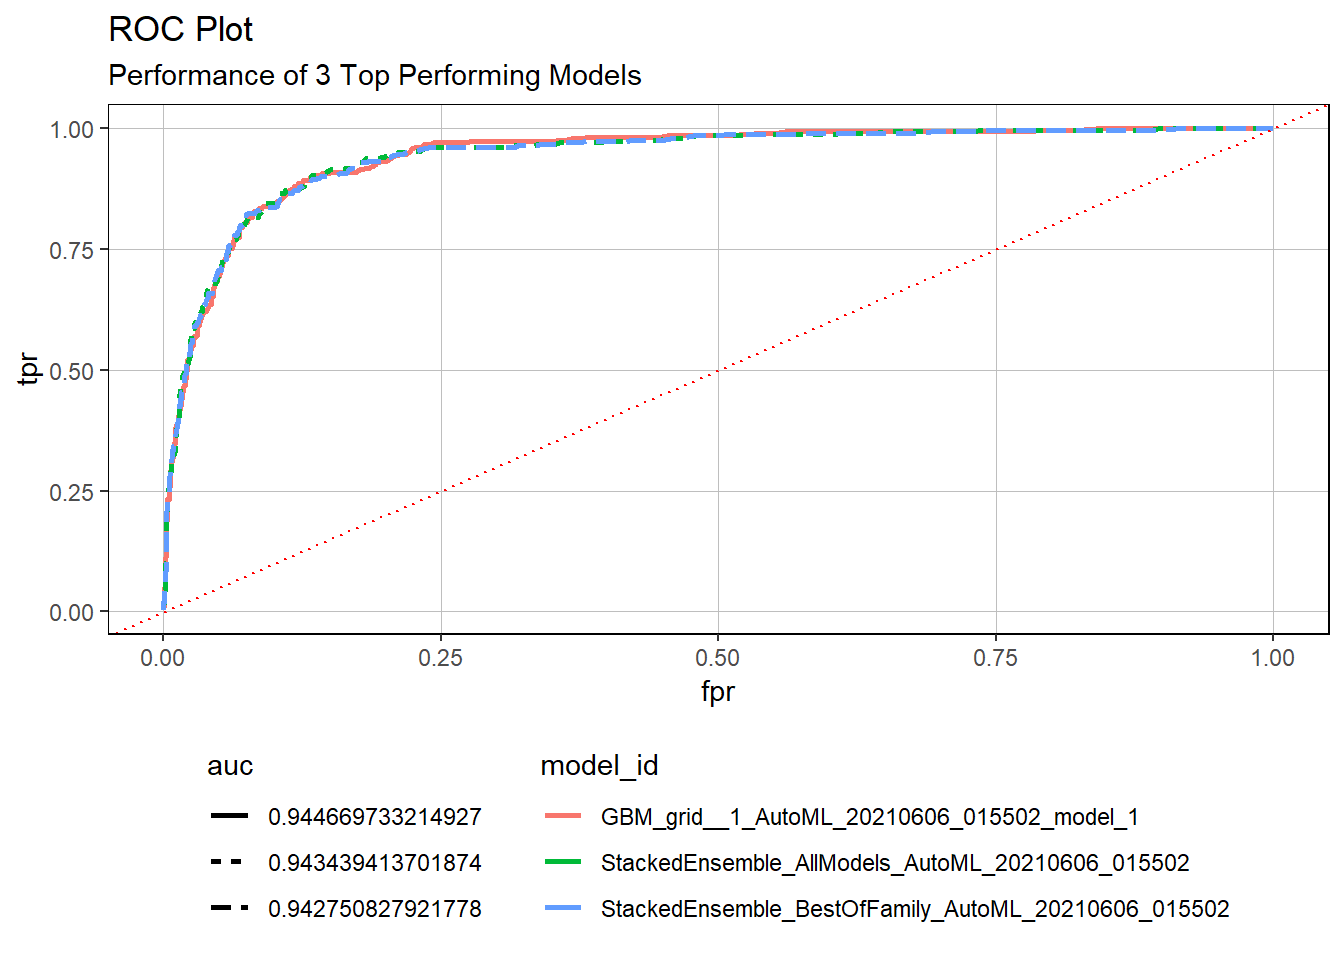 ROC Plot
Performance of 3 Top Performing Models
tpr
1.00
0.75
0.50
0.25
0.00
0.00 0.25 0.50 0.75 1.00
fpr
auc model_id
0.944669733214927 GBM_grid__1_AutoML_20210606_015502_model_1
0.943439413701874 StackedEnsemble_AllModels_AutoML_20210606_015502
0.942750827921778 StackedEnsemble_BestOfFamily_AutoML_20210606_015502